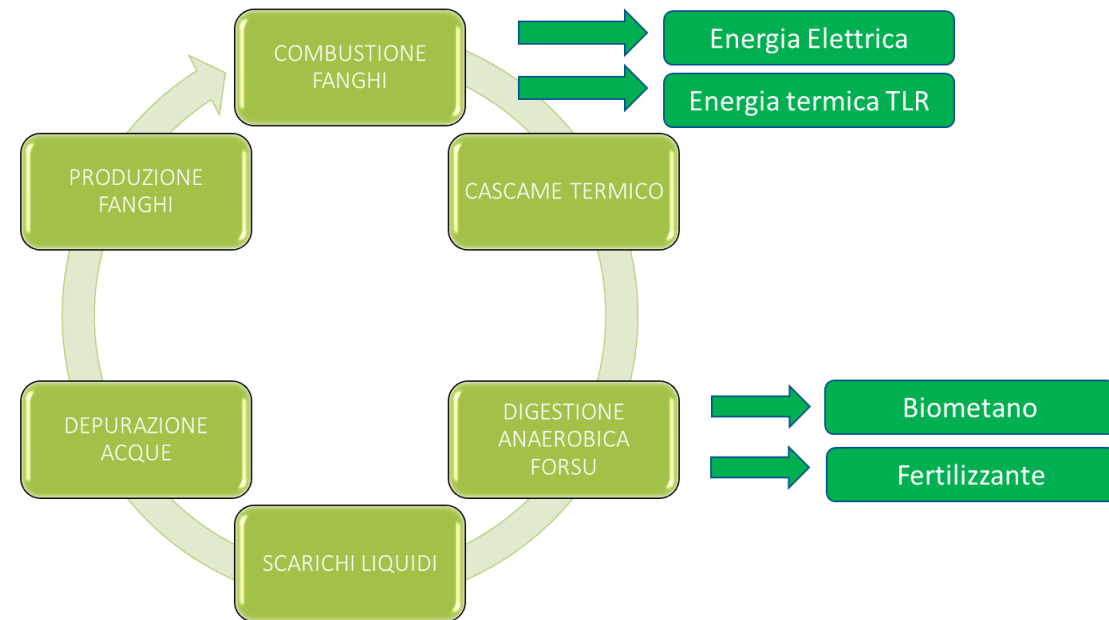 COMBUSTIONE
FANGHI
Energia Elettrica
Energia termica TLR
CASCAME TERMICO
DIGESTIONE
ANAEROBICA
FORSU
Biometano
Fertilizzante
SCARICHI LIQUIDI
DEPURAZIONE
ACQUE
PRODUZIONE
FANGHI